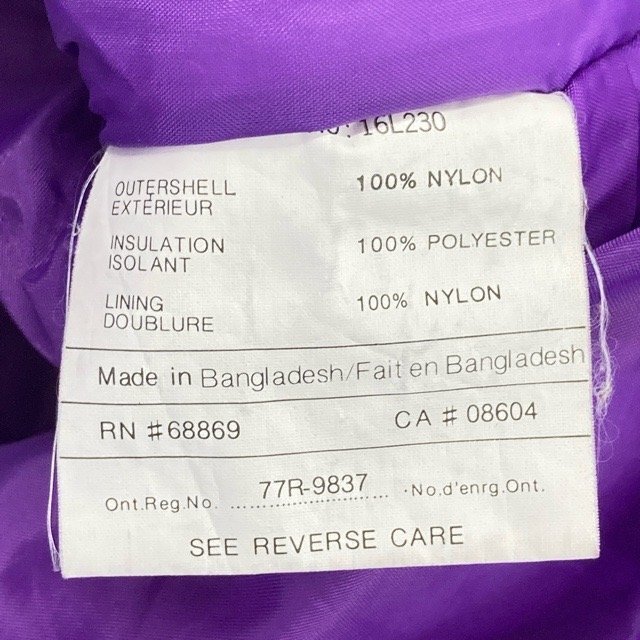 : 16L230
OUTERSHELL 100% NYLON
EXTÉRIEUR
INSULATION 100% POLYESTER
ISOLANT
LINING 100% NYLON
DOUBLURE
Made in Bangladesh/Fait en Bangladesh
RN #68869 CA # 08604
Ont.Reg.No. 77R-9837 No.d'enrg.Ont.
SEE REVERSE CARE